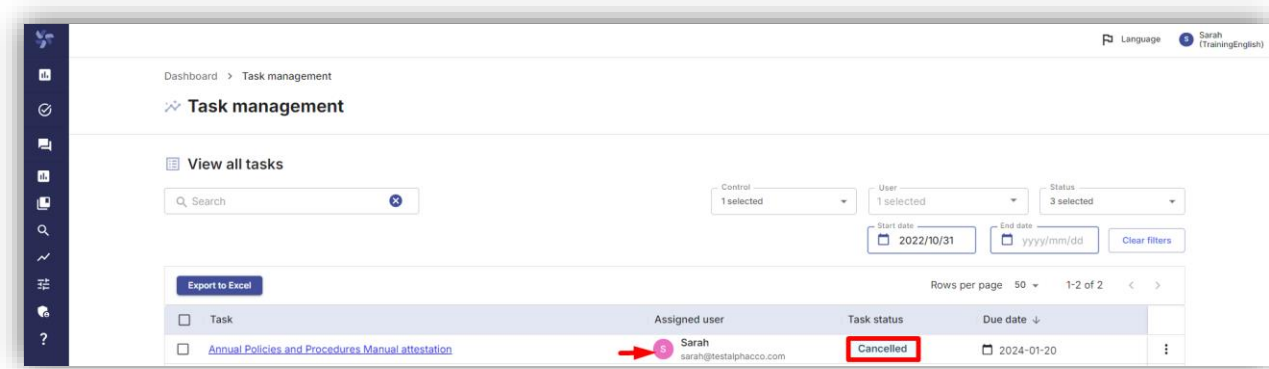 Language
S
Sarah
(TrainingEnglish)
Dashboard > Task management
Task management
View all tasks
Search
Control
1 selected
User
1 selected
Status
3 selected
Start date
2022/10/31
End date
yyyy/mm/dd
Clear filters
Export to Excel
Rows per page 50 1-2 of 2 < >
Task Assigned user Task status Due date ↓
Annual Policies and Procedures Manual attestation S Sarah Cancelled 2024-01-20
sarah@testalphacco.com
?